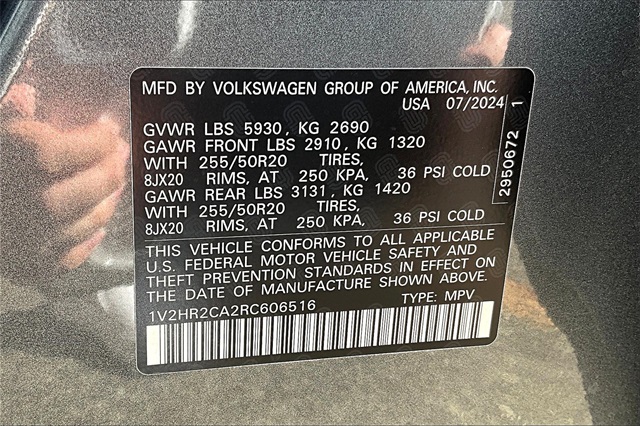 MFD BY VOLKSWAGEN GROUP OF AMERICA, INC.
USA 07/2024
GVWR LBS 5930, KG 2690
GAWR FRONT LBS 2910, KG 1320
WITH 255/50R20 TIRES,
8JX20 RIMS, AT 250 KPA, 36 PSI COLD
GAWR REAR LBS 3131, KG 1420
WITH 255/50R20 TIRES,
8JX20 RIMS, AT 250 KPA, 36 PSI COLD
THIS VEHICLE CONFORMS TO ALL APPLICABLE
U.S. FEDERAL MOTOR VEHICLE SAFETY AND
THEFT PREVENTION STANDARDS IN EFFECT ON
THE DATE OF MANUFACTURE SHOWN ABOVE.
1V2HR2CA2RC606516 TYPE: MPV
2950672 1